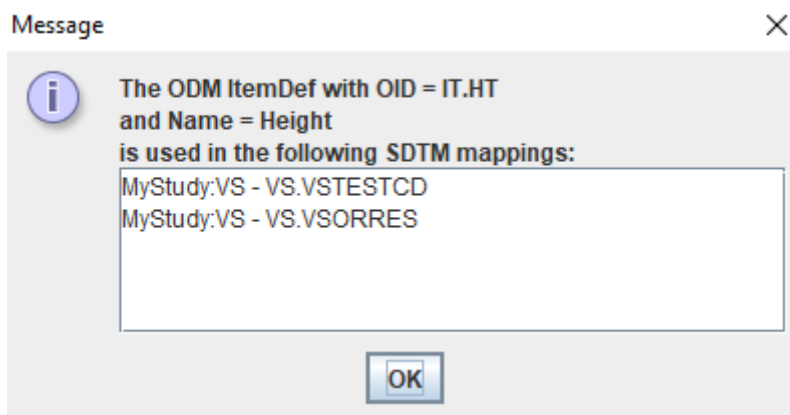 Message
The ODM ItemDef with OID = IT.HT
and Name = Height
is used in the following SDTM mappings:
MyStudy:VS - VS.VSTESTCD
MyStudy:VS - VS.VSORRES
OK